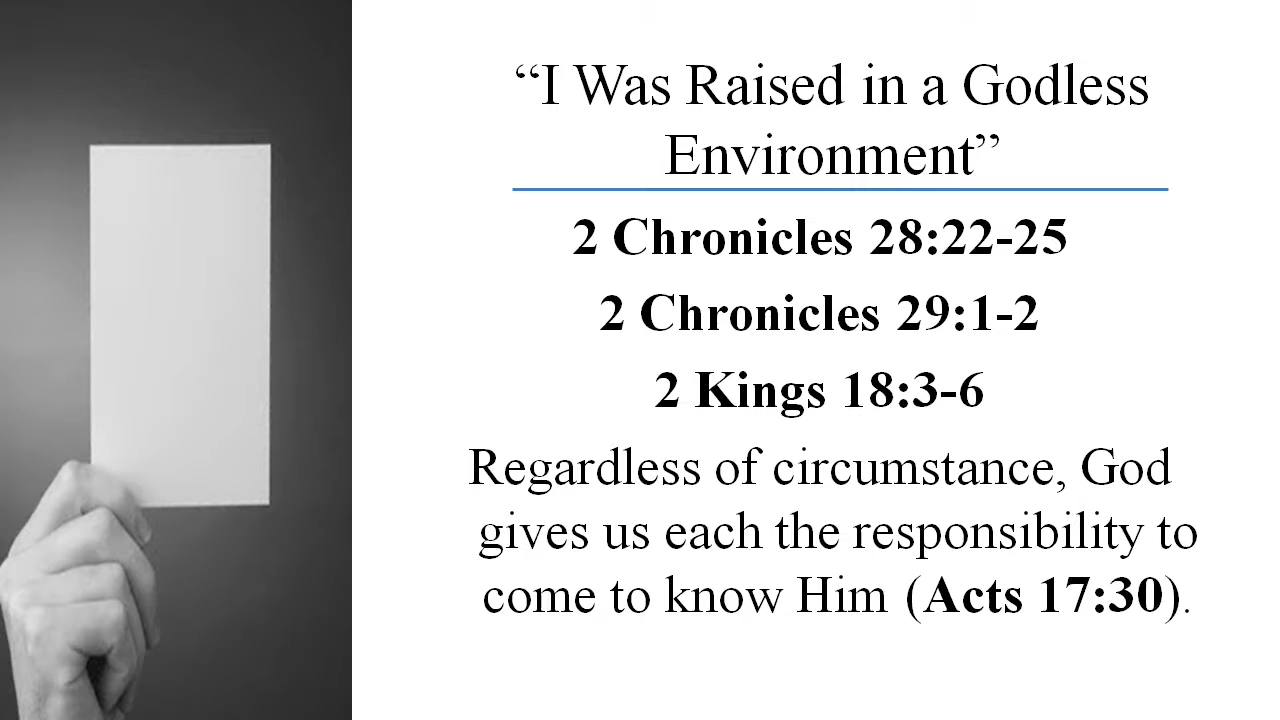 “I Was Raised in a Godless
Environment”
2 Chronicles 28:22-25
2 Chronicles 29:1-2
2 Kings 18:3-6
Regardless of circumstance, God
gives us each the responsibility to
come to know Him (Acts 17:30).